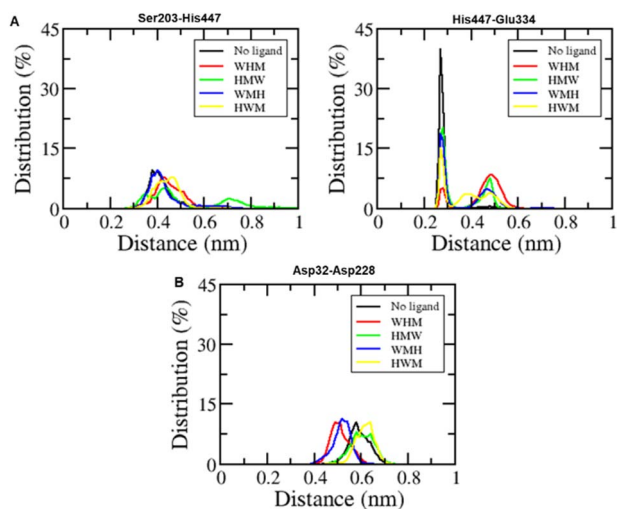 A
Ser203-His447
45
30
15
0
Distribution (%)
No ligand
WHM
HMW
WMH
HWM
0 0.2 0.4 0.6 0.8 1
Distance (nm)
His447-Glu334
45
30
15
0
Distribution (%)
No ligand
WHM
HMW
WMH
HWM
0 0.2 0.4 0.6 0.8 1
Distance (nm)
B
Asp32-Asp228
45
30
15
0
Distribution (%)
No ligand
WHM
HMW
WMH
HWM
0 0.2 0.4 0.6 0.8 1
Distance (nm)